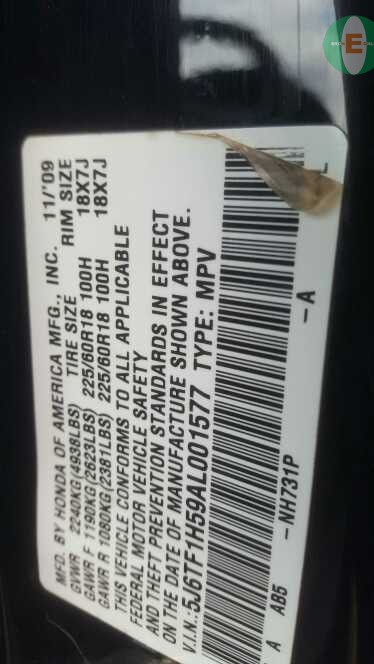 MFD. BY HONDA OF AMERICA MFG., INC. 11/'09
GVWR 2240KG(4938LBS) TIRE SIZE RIM SIZE
GAWR F 1190KG(2623LBS) 225/60R18 100H 18X7J
GAWR R 1080KG(2381LBS) 225/60R18 100H 18X7J
THIS VEHICLE CONFORMS TO ALL APPLICABLE
FEDERAL MOTOR VEHICLE SAFETY
AND THEFT PREVENTION STANDARDS IN EFFECT
ON THE DATE OF MANUFACTURE SHOWN ABOVE.
V.I.N.: 5J6TF1H59AL001577 TYPE: MPV
A AB5 -NH731P -A L
E